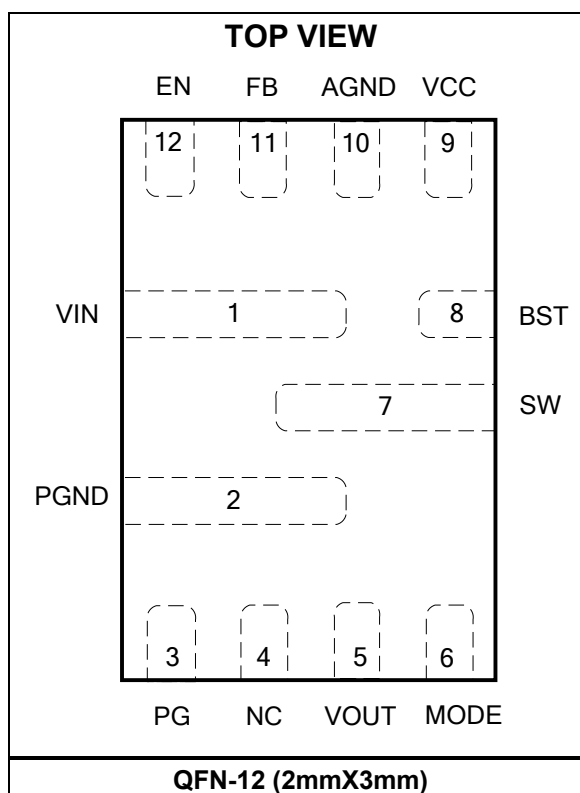 TOP VIEW
EN FB AGND VCC
12 11 10 9
VIN 1 8 BST
7 SW
PGND 2
3 4 5 6
PG NC VOUT MODE
QFN-12 (2mmX3mm)